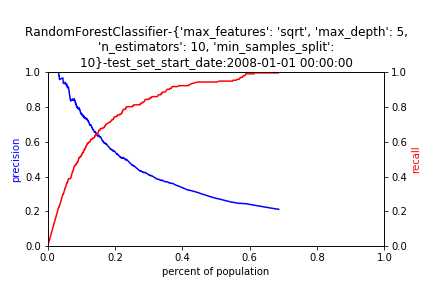 RandomForestClassifier-{'max_features': 'sqrt', 'max_depth': 5,
'n_estimators': 10, 'min_samples_split':
10}-test_set_start_date:2008-01-01 00:00:00
1.0
0.8
0.6
0.4
0.2
0.0
precision
1.0
0.8
0.6
0.4
0.2
0.0
recall
0.0 0.2 0.4 0.6 0.8 1.0
percent of population